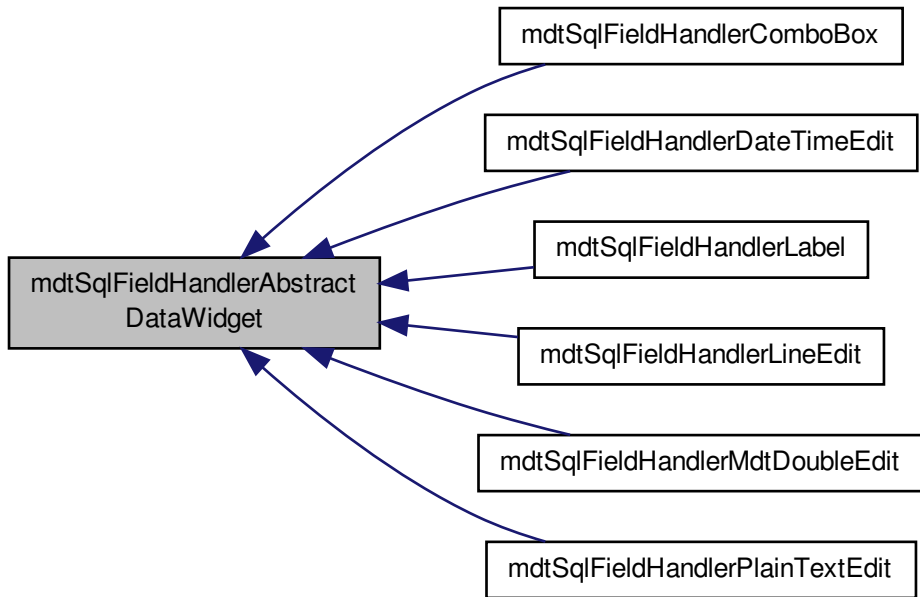 mdtSqlFieldHandlerComboBox
mdtSqlFieldHandlerDateTimeEdit
mdtSqlFieldHandlerLabel
mdtSqlFieldHandlerAbstract
DataWidget
mdtSqlFieldHandlerLineEdit
mdtSqlFieldHandlerMdtDoubleEdit
mdtSqlFieldHandlerPlainTextEdit